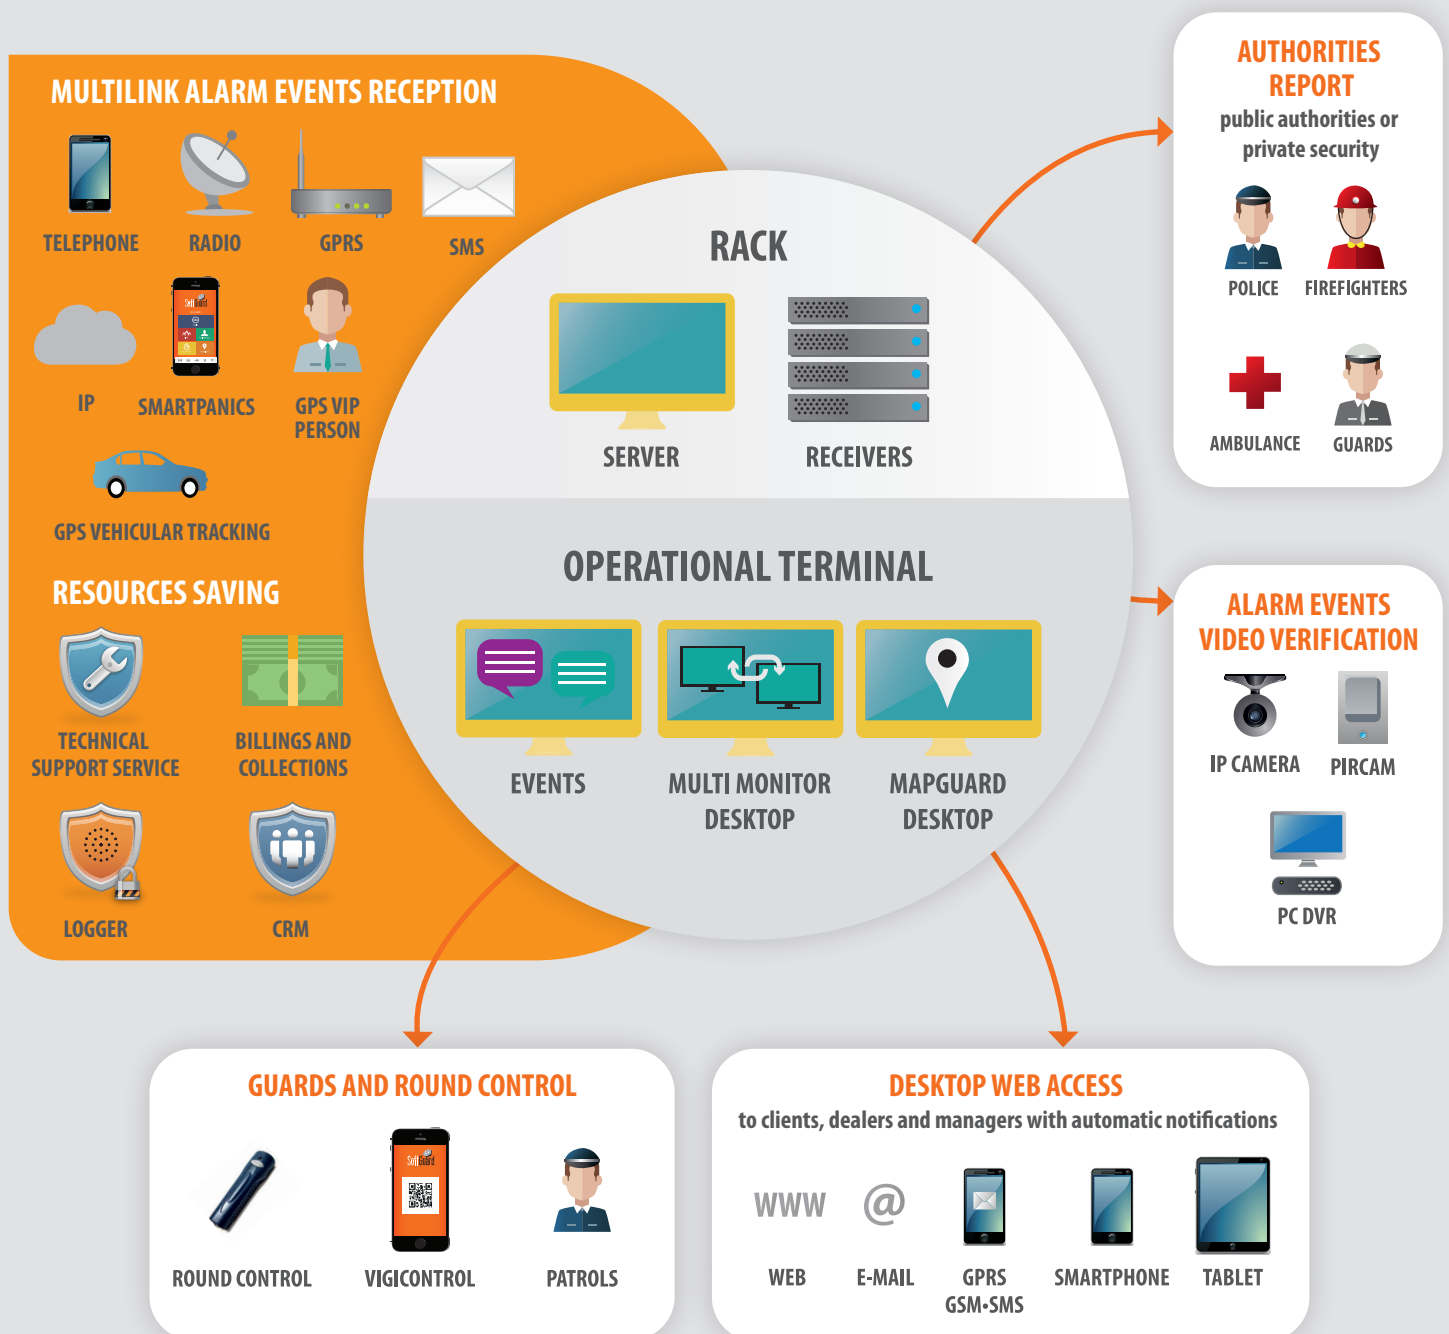 MULTILINK ALARM EVENTS RECEPTION
TELEPHONE
RADIO
GPRS
SMS
IP
SoftGuard
SMARTPANICS
GPS VIP
PERSON
GPS VEHICULAR TRACKING
RESOURCES SAVING
TECHNICAL
SUPPORT SERVICE
BILLINGS AND
COLLECTIONS
LOGGER
CRM
RACK
SERVER
RECEIVERS
OPERATIONAL TERMINAL
EVENTS
MULTI MONITOR
DESKTOP
MAPGUARD
DESKTOP
AUTHORITIES
REPORT
public authorities or
private security
POLICE
FIREFIGHTERS
AMBULANCE
GUARDS
ALARM EVENTS
VIDEO VERIFICATION
IP CAMERA
PIRCAM
PC DVR
GUARDS AND ROUND CONTROL
SoftGuard
ROUND CONTROL
VIGICONTROL
PATROLS
DESKTOP WEB ACCESS
to clients, dealers and managers with automatic notifications
WWW
@
WEB
E-MAIL
GPRS
GSM•SMS
SMARTPHONE
TABLET